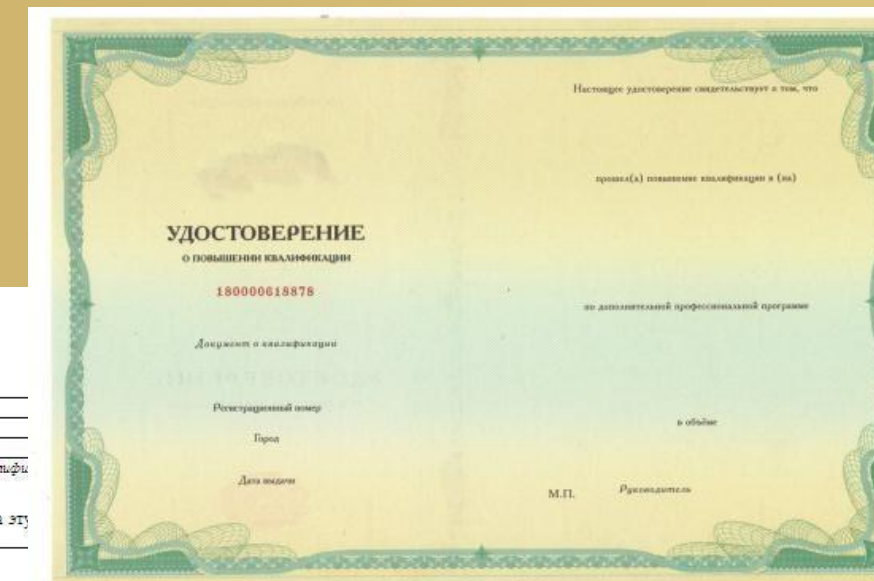 УДОСТОВЕРЕНИЕ
О ПОВЫШЕНИИ КВАЛИФИКАЦИИ
180000618878
Документ о квалификации
Регистрационный номер
Город
Дата выдачи
Настоящее удостоверение свидетельствует о том, что
прошел(а) повышение квалификации в (на)
по дополнительной профессиональной программе
в объёме
М.П. Руководитель